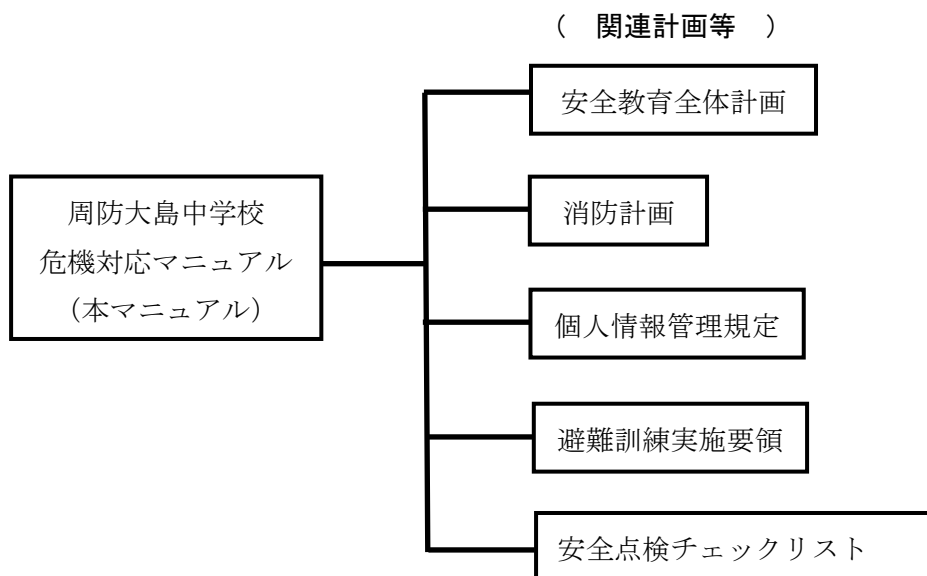 （　関連計画等　）
安全教育全体計画
周防大島中学校
危機対応マニュアル
（本マニュアル）
消防計画
個人情報管理規定
避難訓練実施要領
安全点検チェックリスト